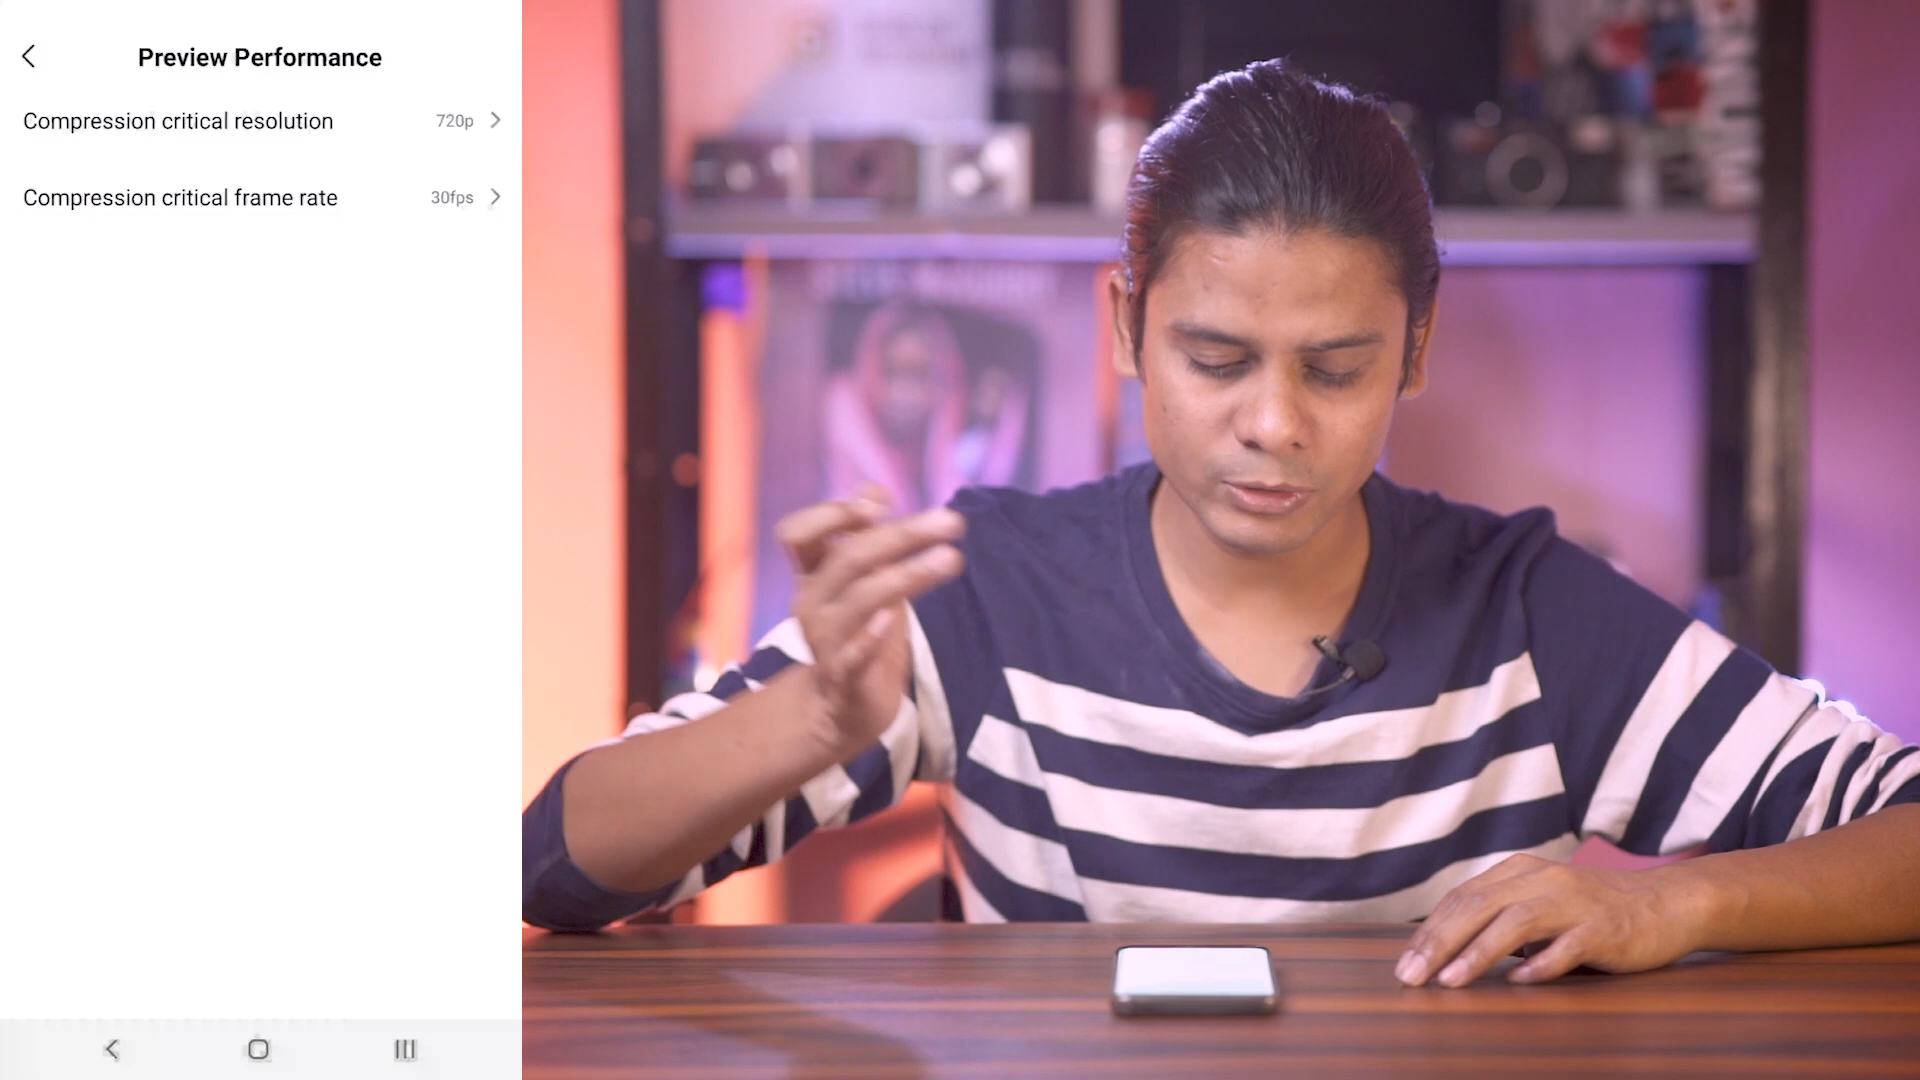 Preview Performance
Compression critical resolution 720p
Compression critical frame rate 30fps